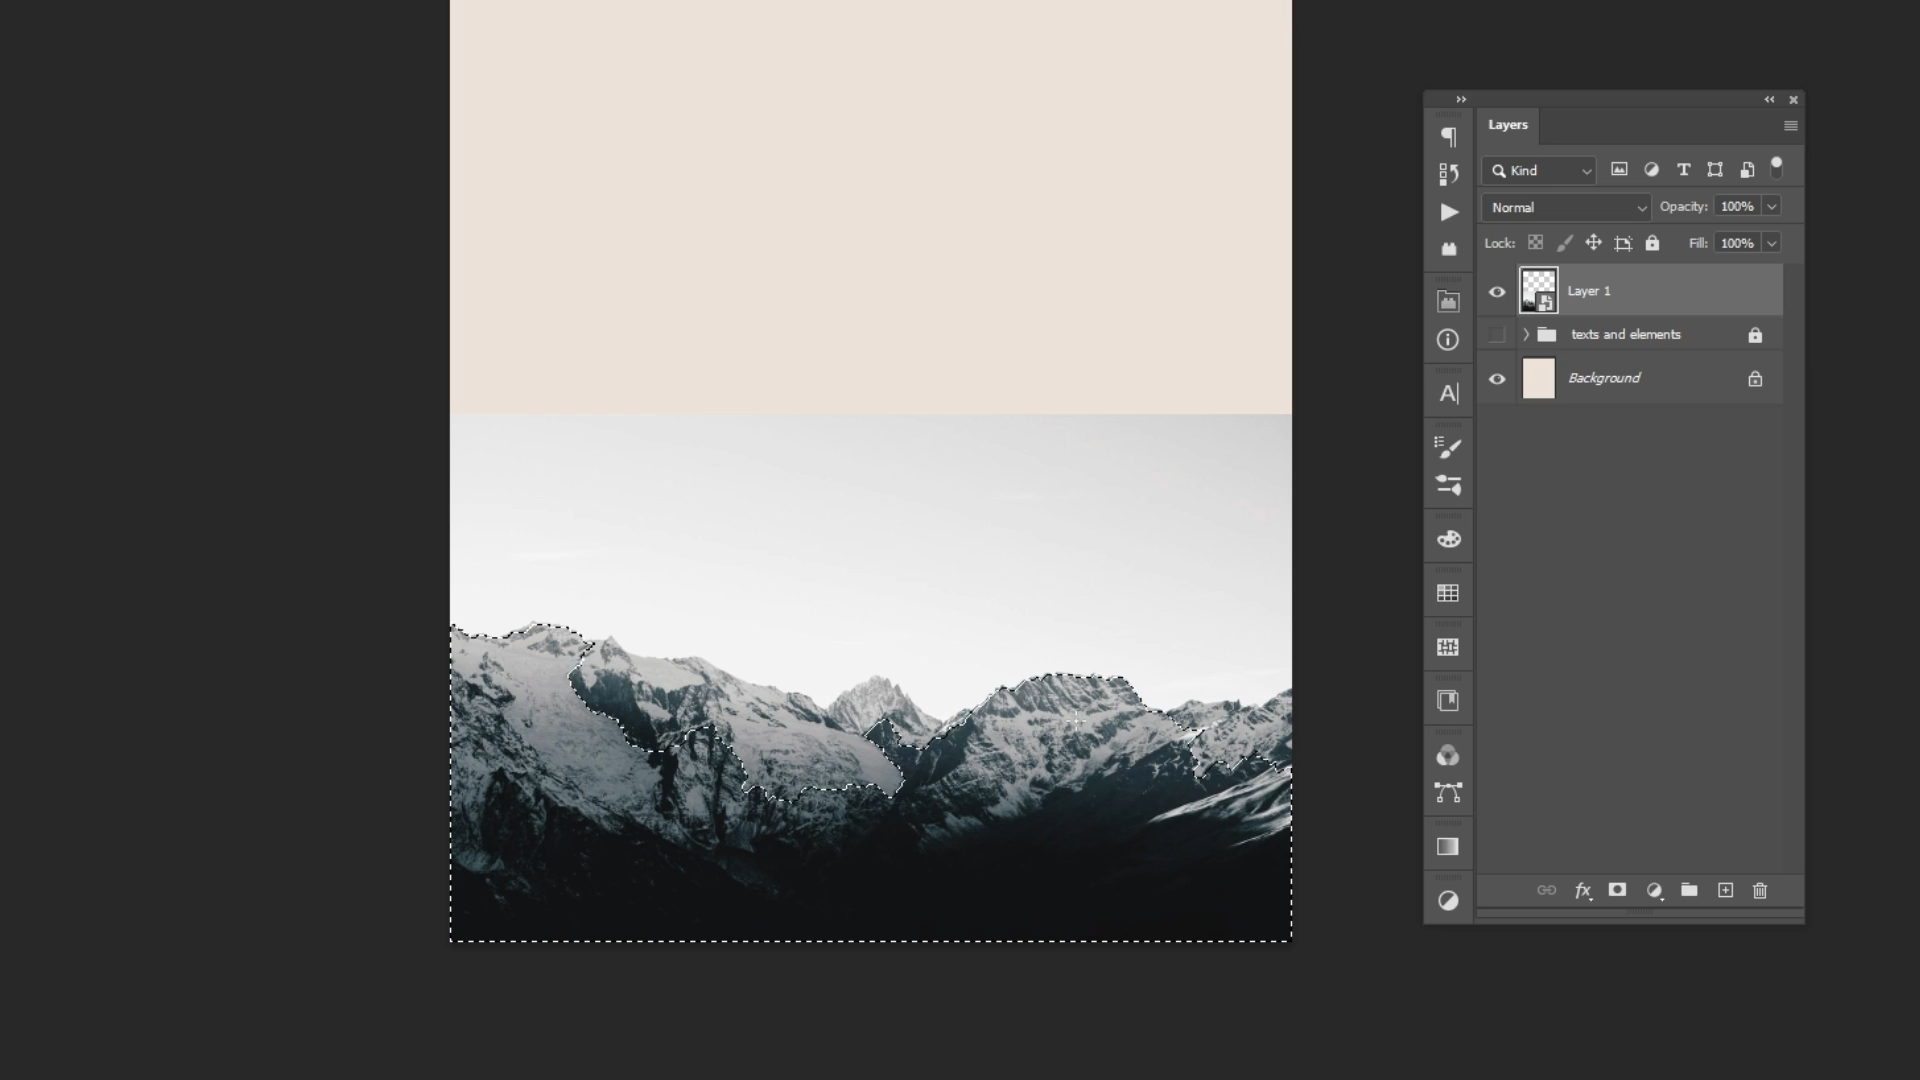 Layers
Kind
Normal Opacity: 100%
Lock: Fill: 100%
Layer 1
texts and elements
Background